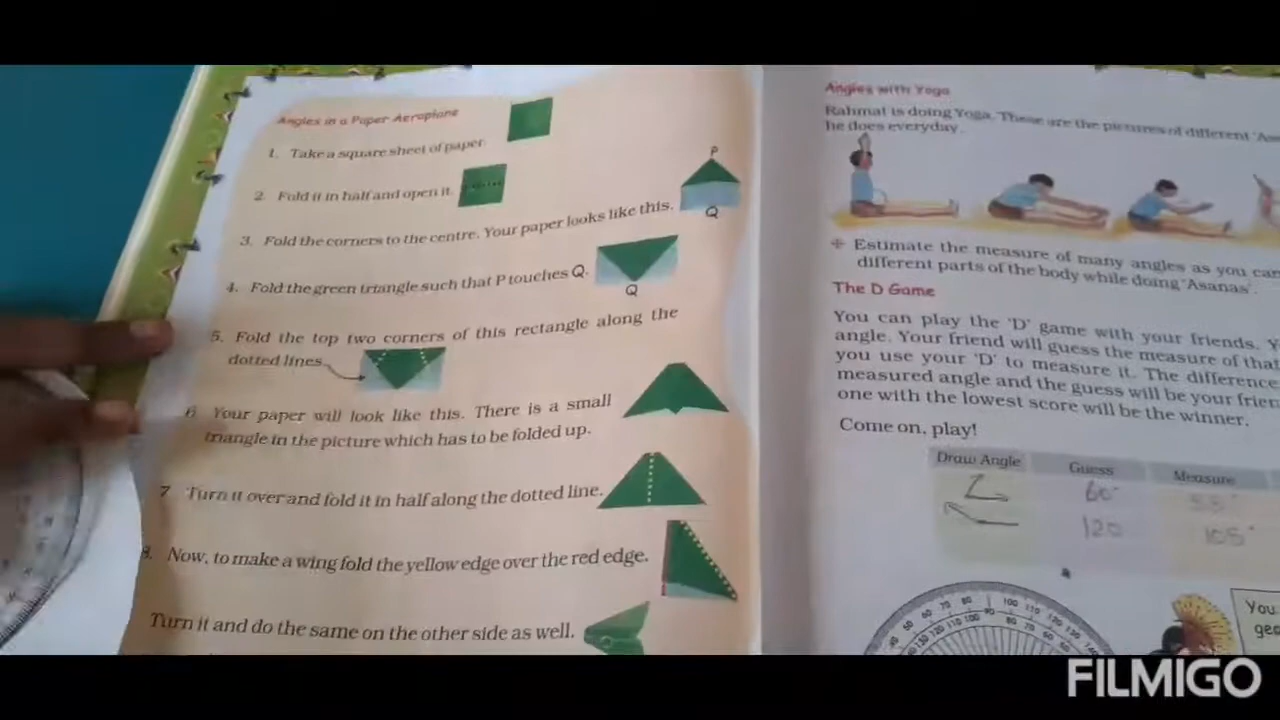 Angles in a Paper Aeroplane
1. Take a square sheet of paper.
2. Fold it in half and open it.
3. Fold the corners to the centre. Your paper looks like this.
P
Q
4. Fold the green triangle such that P touches Q.
Q
5. Fold the top two corners of this rectangle along the
dotted lines
6. Your paper will look like this. There is a small
triangle in the picture which has to be folded up.
7. Turn it over and fold it in half along the dotted line.
8. Now, to make a wing fold the yellow edge over the red edge.
Turn it and do the same on the other side as well.
Angles with Yoga
Rahmat is doing Yoga. These are the pictures of different
he does everyday.
Estimate the measure of many angles as you can
different parts of the body while doing 'Asanas'.
The D Game
You can play the 'D' game with your friends.
angle. Your friend will guess the measure of that
you use your 'D' to measure it. The difference
measured angle and the guess will be your
one with the lowest score will be the winner.
Come on, play!
Draw Angle Guess Measure
60° 55°
120 105°
60 70 80 100 110 120 130
You
FILMIGO